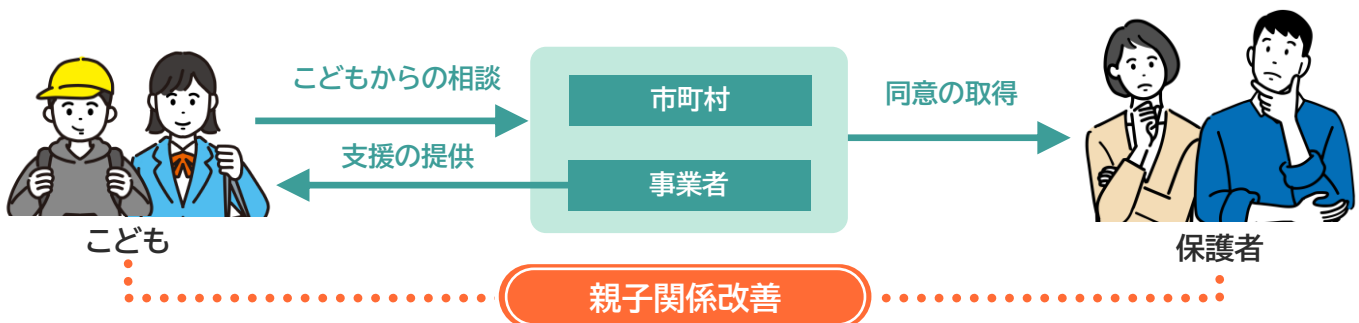 こどもからの相談
支援の提供
市町村
事業者
同意の取得
こども
保護者
親子関係改善